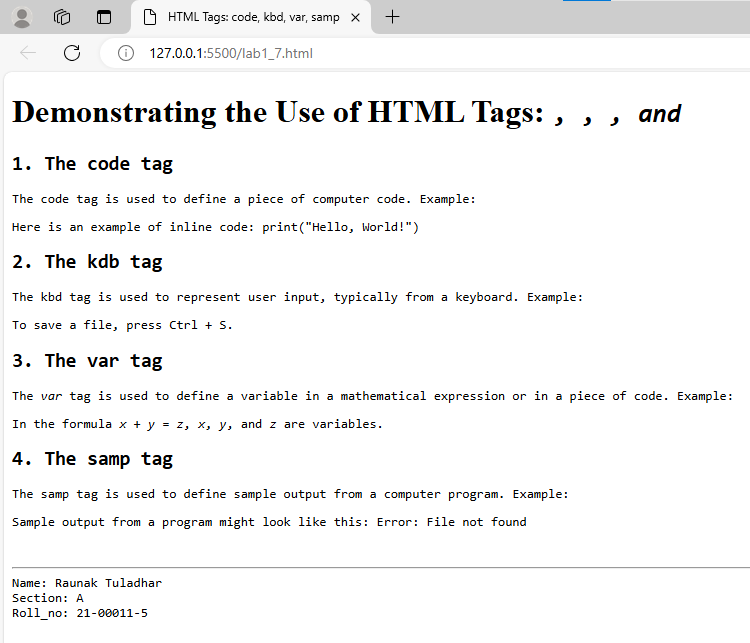 HTML Tags: code, kbd, var, samp
127.0.0.1:5500/lab1_7.html
Demonstrating the Use of HTML Tags: , , , and
1. The code tag
The code tag is used to define a piece of computer code. Example:
Here is an example of inline code: print("Hello, World!")
2. The kdb tag
The kbd tag is used to represent user input, typically from a keyboard. Example:
To save a file, press Ctrl + S.
3. The var tag
The var tag is used to define a variable in a mathematical expression or in a piece of code. Example:
In the formula x + y = z, x, y, and z are variables.
4. The samp tag
The samp tag is used to define sample output from a computer program. Example:
Sample output from a program might look like this: Error: File not found
Name: Raunak Tuladhar
Section: A
Roll_no: 21-00011-5